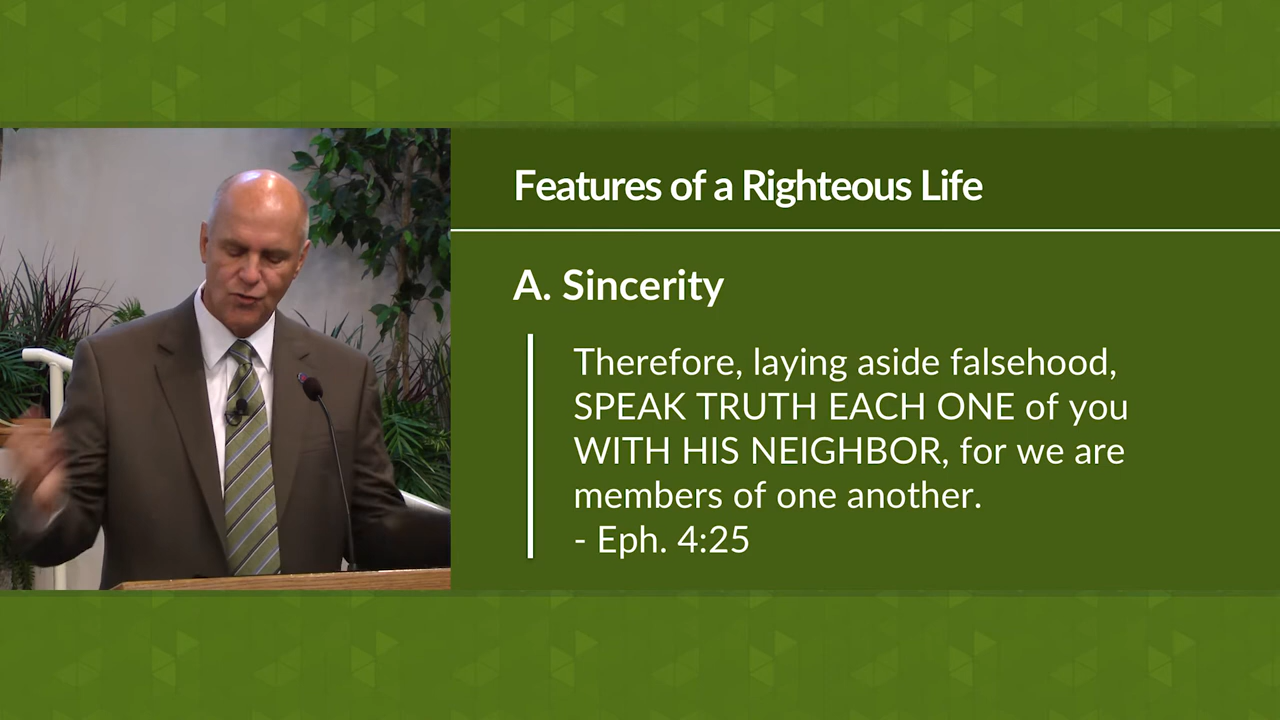 Features of a Righteous Life
A. Sincerity
Therefore, laying aside falsehood,
SPEAK TRUTH EACH ONE of you
WITH HIS NEIGHBOR, for we are
members of one another.
- Eph. 4:25